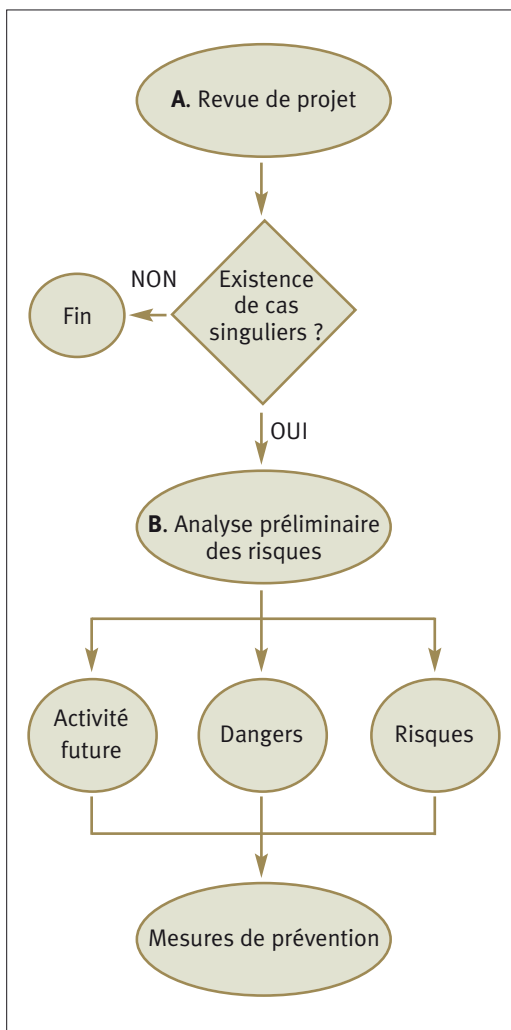 A. Revue de projet
NON
Existence
de cas
singuliers ?
Fin
OUI
B. Analyse préliminaire
des risques
Activité
future
Dangers
Risques
Mesures de prévention